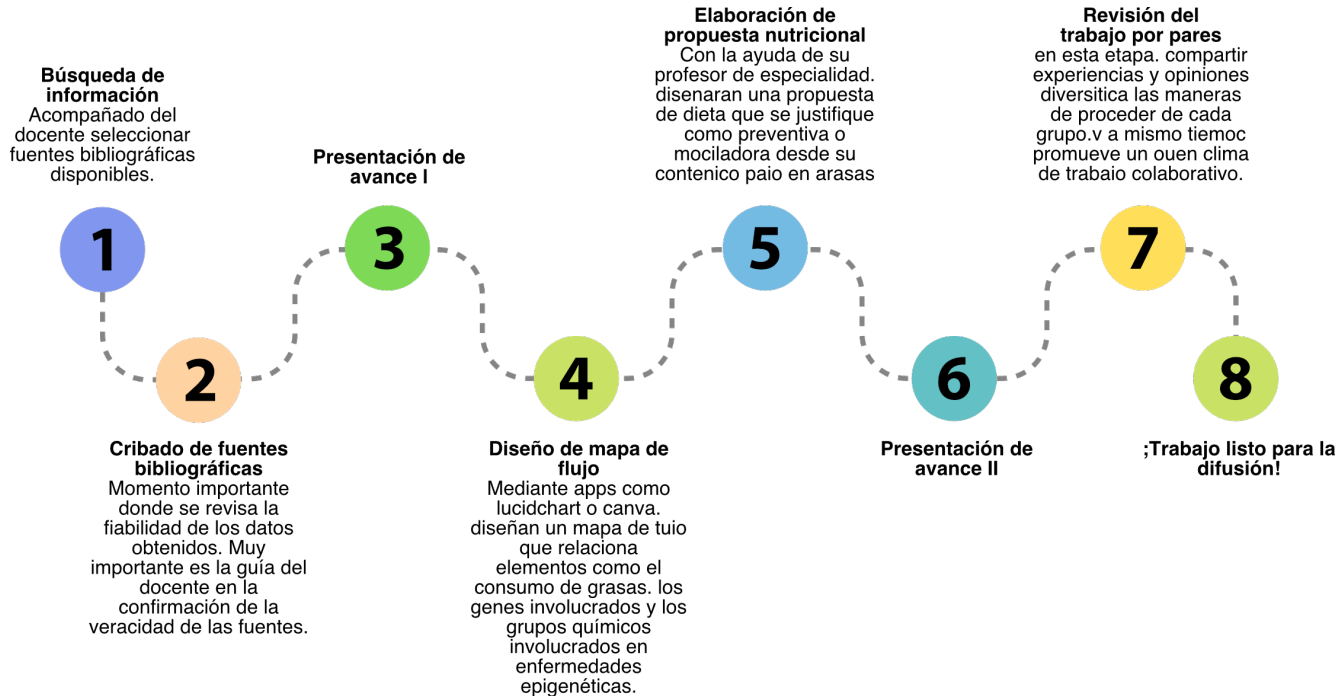 Búsqueda de
información
Acompañado del
docente seleccionar
fuentes bibliográficas
disponibles.
1
2
Cribado de fuentes
bibliográficas
Momento importante
donde se revisa la
fiabilidad de los datos
obtenidos. Muy
importante es la guía del
docente en la
confirmación de la
veracidad de las fuentes.
Presentación de
avance I
3
4
Diseño de mapa de
flujo
Mediante apps como
lucidchart o canva.
diseñan un mapa de tuio
que relaciona
elementos como el
consumo de grasas. los
genes involucrados y los
grupos químicos
involucrados en
enfermedades
epigenéticas.
Elaboración de
propuesta nutricional
Con la ayuda de su
profesor de especialidad.
disenaran una propuesta
de dieta que se justifique
como preventiva o
mociladora desde su
contenico paio en arasas
5
6
Presentación de
avance II
Revisión del
trabajo por pares
en esta etapa. compartir
experiencias y opiniones
diversitica las maneras
de proceder de cada
grupo.v a mismo tiemoc
promueve un ouen clima
de trabaio colaborativo.
7
8
;Trabajo listo para la
difusión!